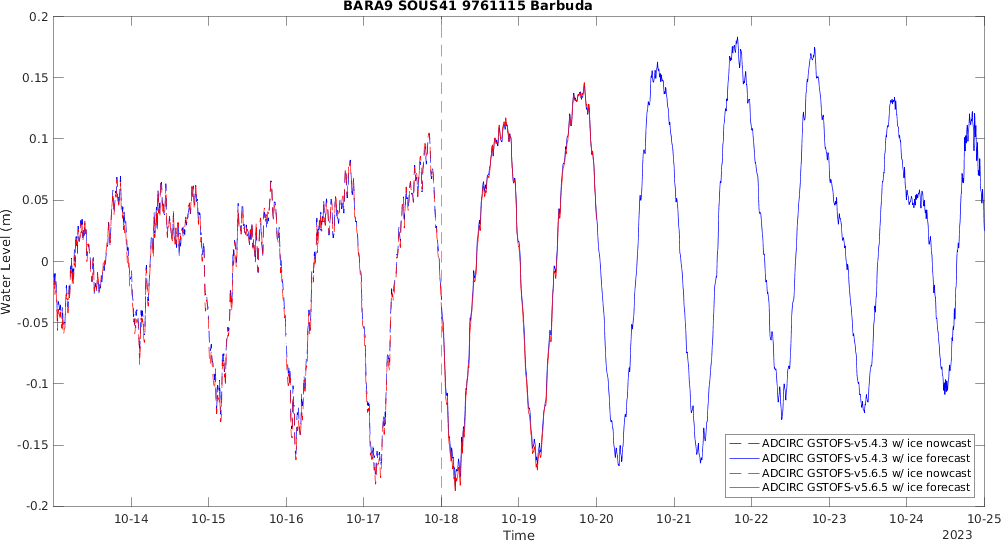 BARA9 SOUS41 9761115 Barbuda
0.2
0.15
0.1
0.05
0
-0.05
-0.1
-0.15
-0.2
Water Level (m)
10-14 10-15 10-16 10-17 10-18 10-19 10-20 10-21 10-22 10-23 10-24 10-25
Time
2023
ADCIRC GSTOFS-v5.4.3 w/ ice nowcast
ADCIRC GSTOFS-v5.4.3 w/ ice forecast
ADCIRC GSTOFS-v5.6.5 w/ ice nowcast
ADCIRC GSTOFS-v5.6.5 w/ ice forecast